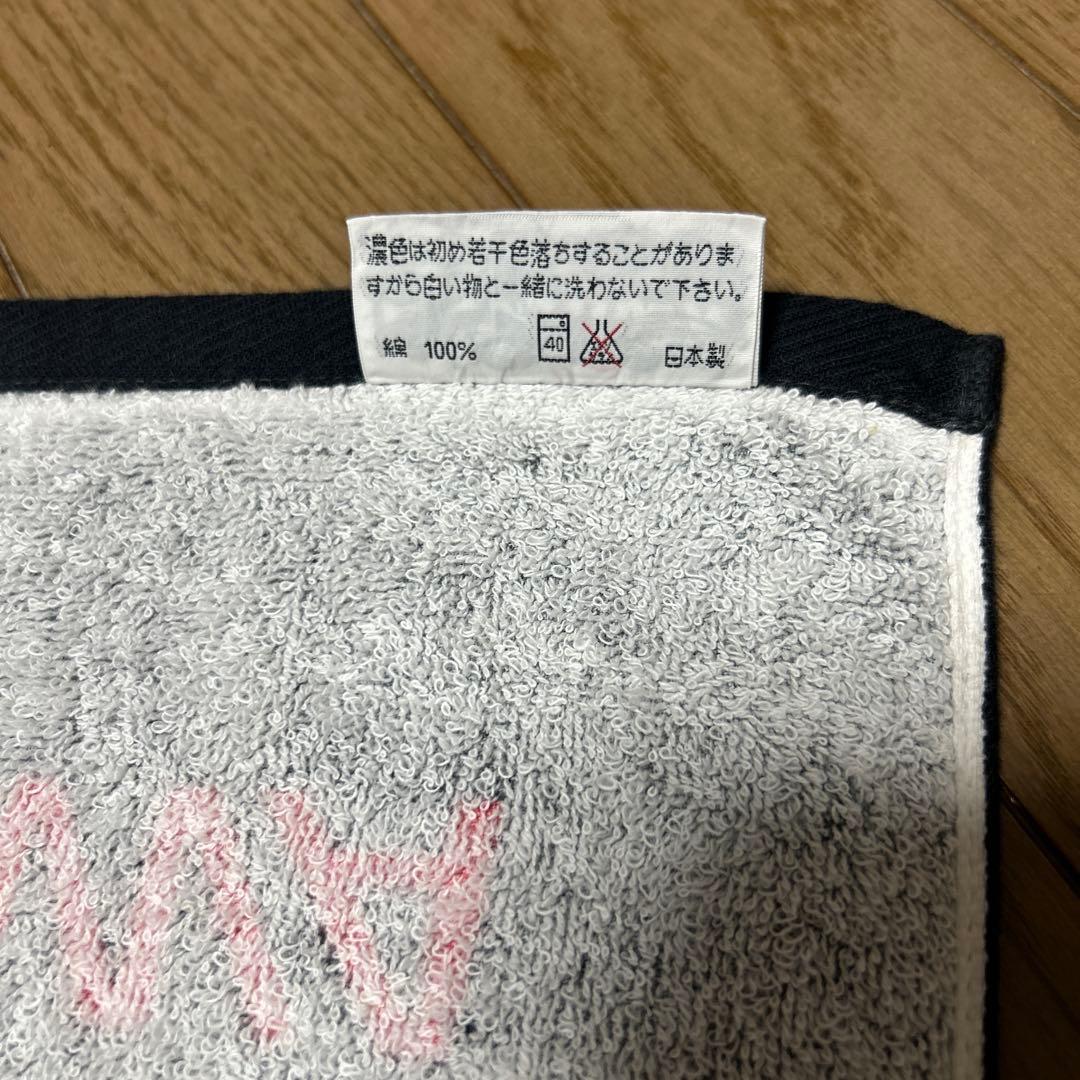 濃色は初め若干色落ちすることがありま
すから白い物と一緒に洗わないで下さい。
綿 100% 40 日本製